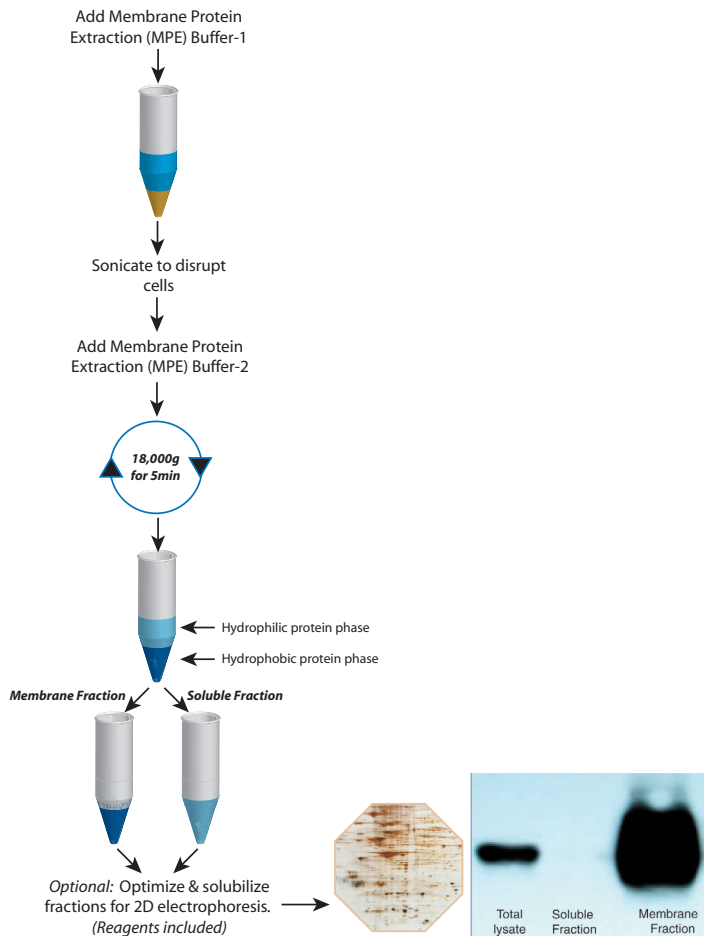 Add Membrane Protein
Extraction (MPE) Buffer-1
Sonicate to disrupt
cells
Add Membrane Protein
Extraction (MPE) Buffer-2
18,000g
for 5min
Hydrophilic protein phase
Hydrophobic protein phase
Membrane Fraction
Soluble Fraction
Optional: Optimize & solubilize
fractions for 2D electrophoresis.
(Reagents included)
Total
lysate
Soluble
Fraction
Membrane
Fraction